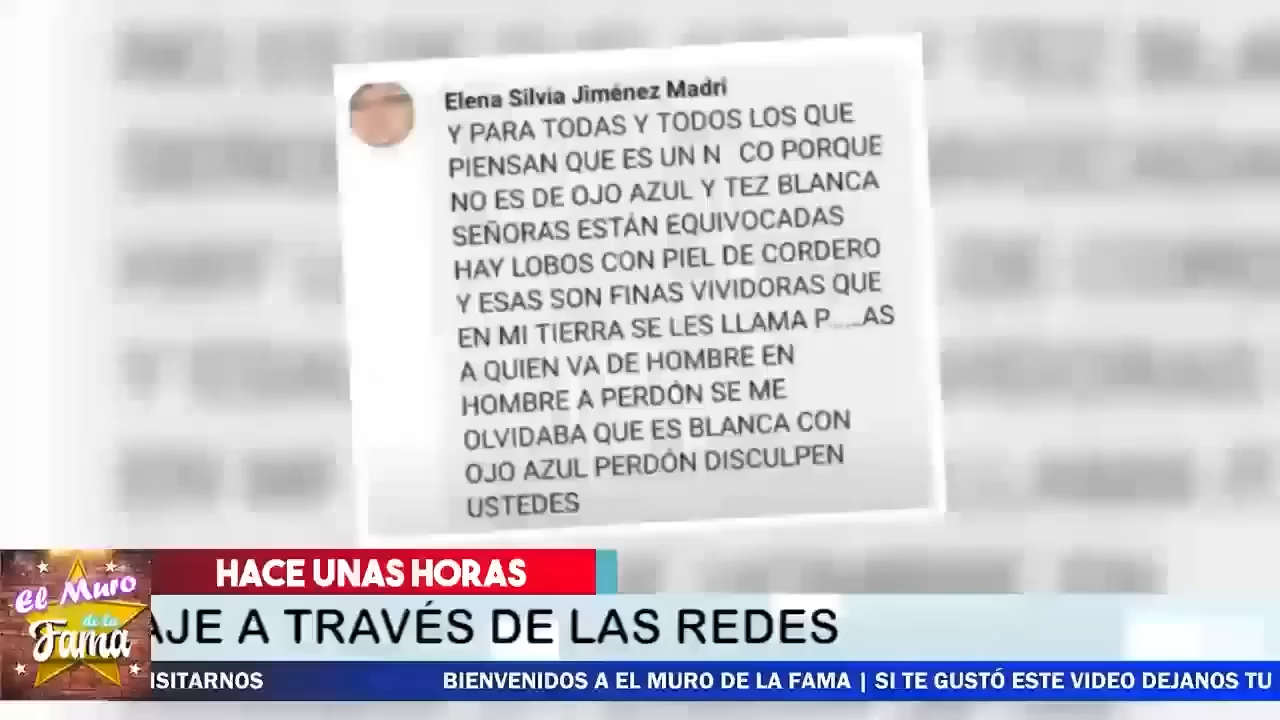 Elena Silvia Jiménez Madri
Y PARA TODAS Y TODOS LOS QUE
PIENSAN QUE ES UN N CO PORQUE
NO ES DE OJO AZUL Y TEZ BLANCA
SEÑORAS ESTÁN EQUIVOCADAS
HAY LOBOS CON PIEL DE CORDERO
Y ESAS SON FINAS VIVIDORAS QUE
EN MI TIERRA SE LES LLAMA P.....AS
A QUIEN VA DE HOMBRE EN
HOMBRE A PERDÓN SE ME
OLVIDABA QUE ES BLANCA CON
OJO AZUL PERDÓN DISCULPEN
USTEDES
HACE UNAS HORAS
El Muro
de la
Fama
AJE A TRAVÉS DE LAS REDES
ISITARNOS
BIENVENIDOS A EL MURO DE LA FAMA | SI TE GUSTÓ ESTE VIDEO DEJANOS TU